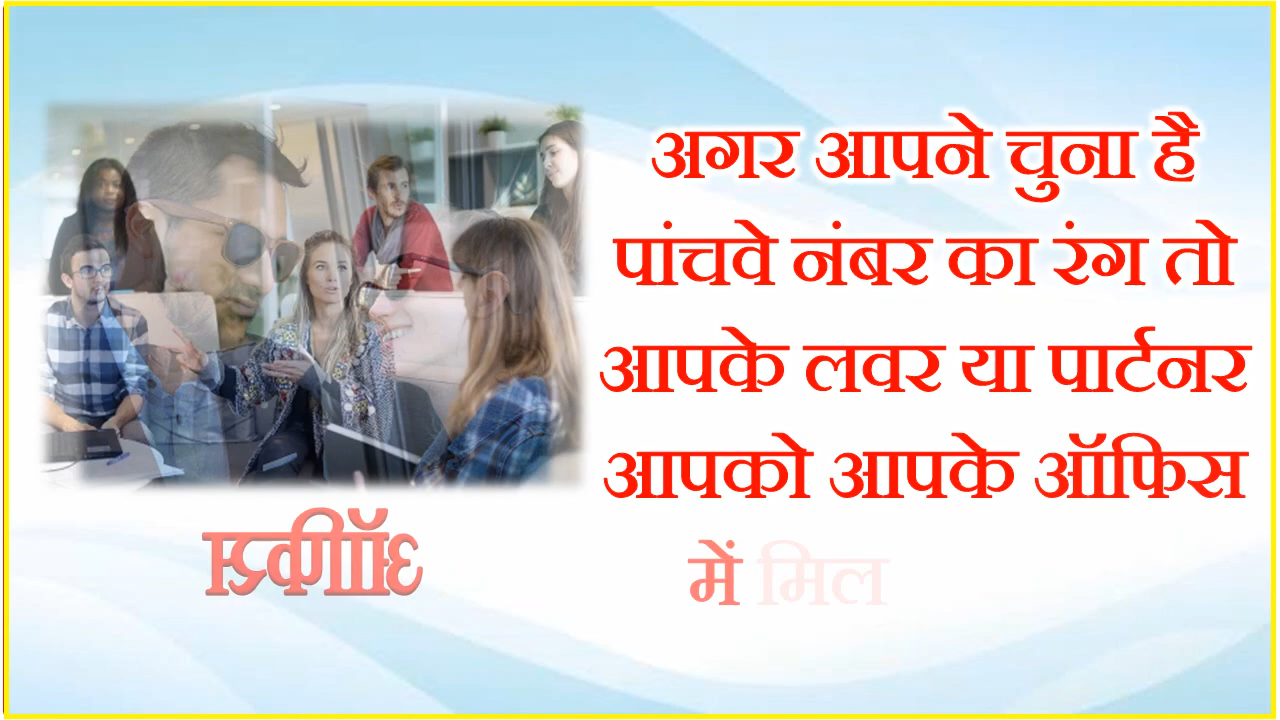 अगर आपने चुना है
पांचवे नंबर का रंग तो
आपके लवर या पार्टनर
आपको आपके ऑफिस
में मिल